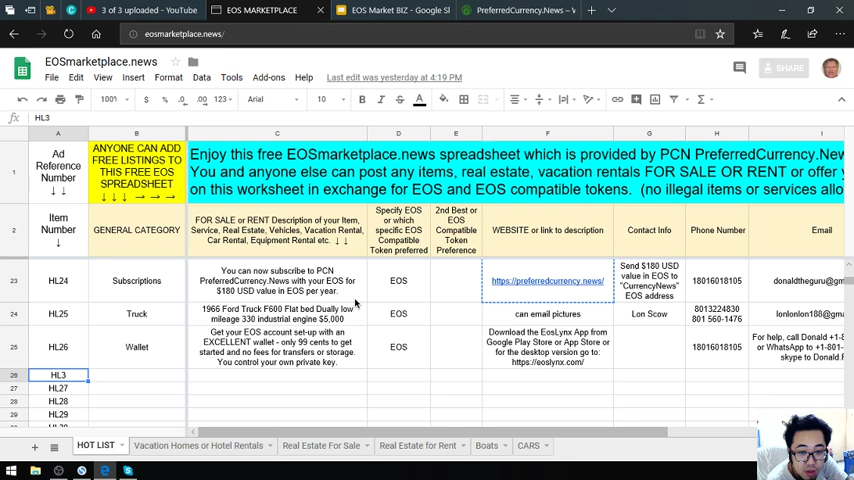 3 of 3 uploaded - YouTube
EOS MARKETPLACE
EOS Market BIZ - Google Sl
PreferredCurrency.News – V
eosmarketplace.news/
EOSmarketplace.news
File Edit View Insert Format Data Tools Add-ons Help Last edit was yesterday at 4:19 PM
SHARE
100% $ % .0 .00 123 Arial 10 B I S A
fx HL3
A B C D E F G H I
1
Ad Reference Number ↓ ↓
ANYONE CAN ADD FREE LISTINGS TO THIS FREE EOS SPREADSHEET ↓ ↓ ↓ → → →
Enjoy this free EOSmarketplace.news spreadsheet which is provided by PCN PreferredCurrency.New
You and anyone else can post any items, real estate, vacation rentals FOR SALE OR RENT or offer y
on this worksheet in exchange for EOS and EOS compatible tokens. (no illegal items or services allo
2
Item Number ↓
GENERAL CATEGORY
FOR SALE or RENT Description of your Item, Service, Real Estate, Vehicles, Vacation Rental, Car Rental, Equipment Rental etc. ↓ ↓
Specify EOS or which specific EOS Compatible Token preferred
2nd Best or EOS Compatible Token Preference
WEBSITE or link to description
Contact Info
Phone Number
Email
23
HL24
Subscriptions
You can now subscribe to PCN PreferredCurrency.News with your EOS for $180 USD value in EOS per year.
EOS
https://preferredcurrency.news/
Send $180 USD value in EOS to "CurrencyNews" EOS address
18016018105
donaldtheguru@gm
24
HL25
Truck
1966 Ford Truck F600 Flat bed Dually low mileage 330 industrial engine $5,000
EOS
can email pictures
Lon Scow
8013224830
801 560-1476
lonlonlon188@gma
25
HL26
Wallet
Get your EOS account set-up with an EXCELLENT wallet - only 99 cents to get started and no fees for transfers or storage. You control your own private key.
EOS
Download the EosLynx App from Google Play Store or App Store or for the desktop version go to: https://eoslynx.com/
18016018105
For help, call Donald +1-8
or WhatsApp to +1-801-
skype to Donald.F
26 HL3
27 HL27
28 HL28
29 HL29
HOT LIST
Vacation Homes or Hotel Rentals
Real Estate For Sale
Real Estate for Rent
Boats
CARS